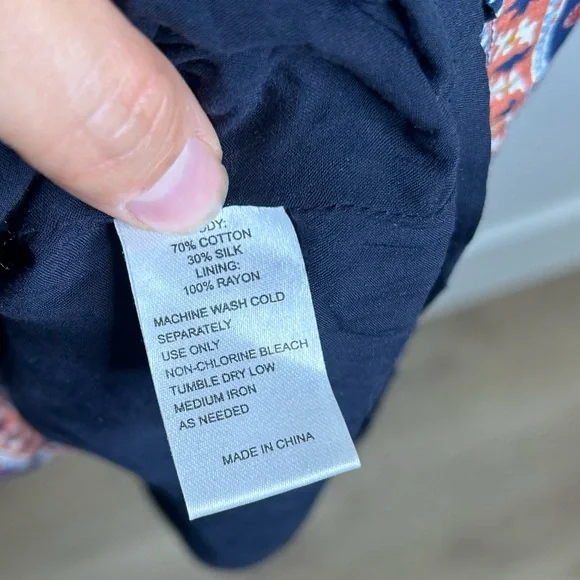 70% COTTON
30% SILK
LINING:
100% RAYON
MACHINE WASH COLD
SEPARATELY
USE ONLY
NON-CHLORINE BLEACH
TUMBLE DRY LOW
MEDIUM IRON
AS NEEDED
MADE IN CHINA